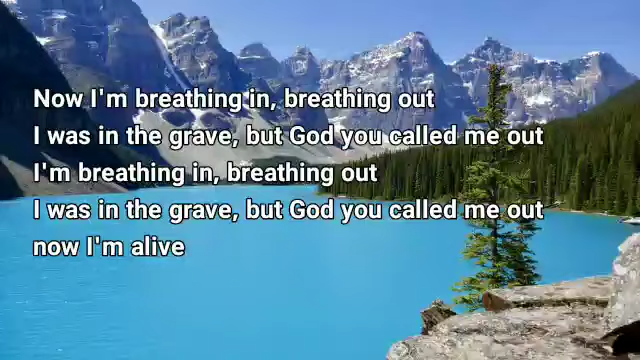 Now I'm breathing in, breathing out
I was in the grave, but God you called me out
I'm breathing in, breathing out
I was in the grave, but God you called me out
now I'm alive